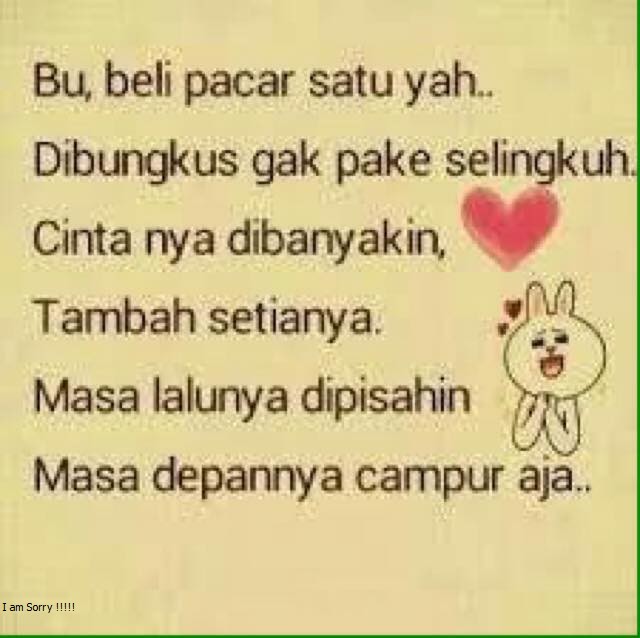 Bu, beli pacar satu yah..
Dibungkus gak pake selingkuh.
Cinta nya dibanyakin,
Tambah setianya.
Masa lalunya dipisahin
Masa depannya campur aja..
I am Sorry !!!!!